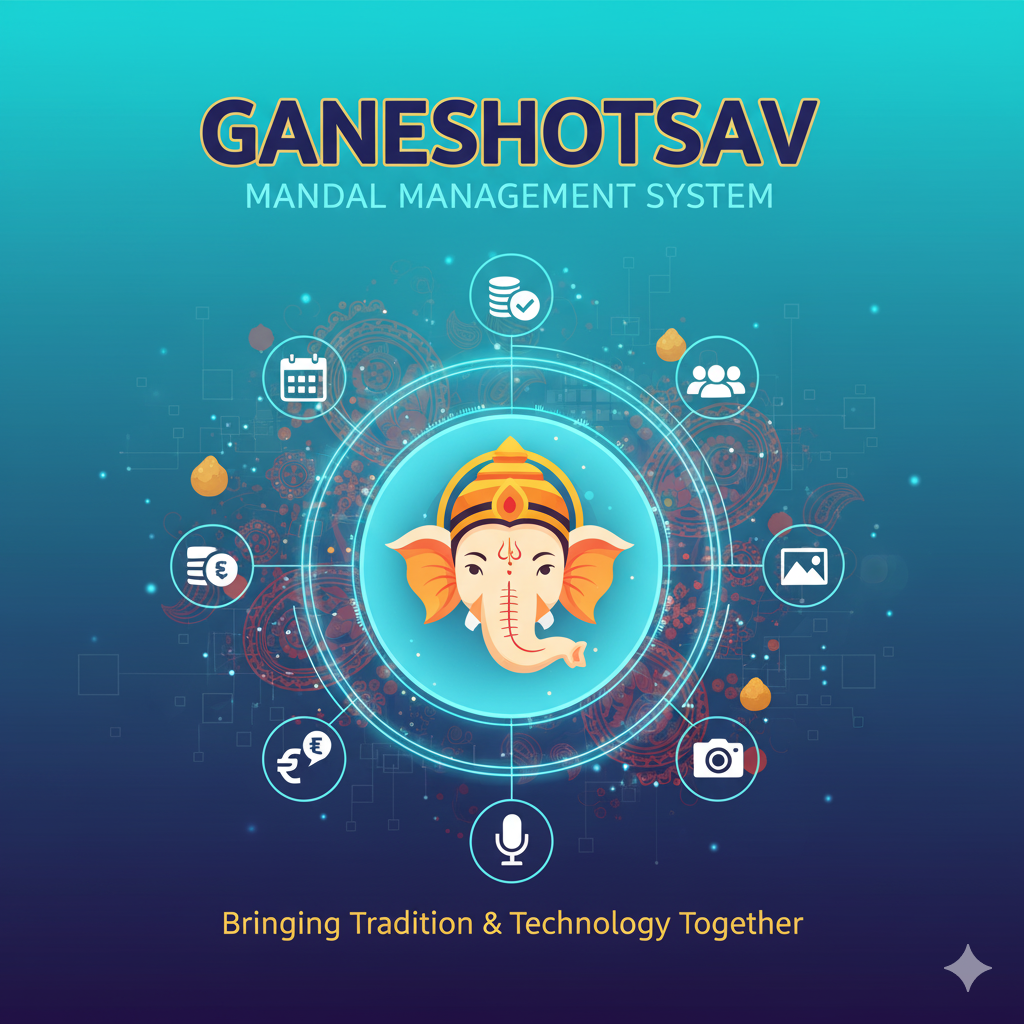 GANESHOTSAV
MANDAL MANAGEMENT SYSTEM
Bringing Tradition & Technology Together